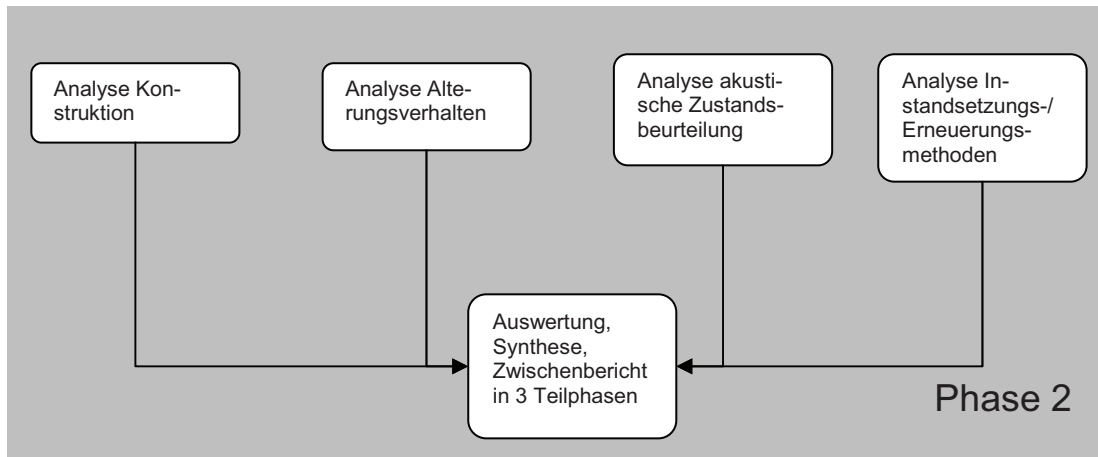 Analyse Kon-
struktion
Analyse Alte-
rungsverhalten
Analyse akusti-
sche Zustands-
beurteilung
Analyse In-
standsetzungs-/
Erneuerungs-
methoden
Auswertung,
Synthese,
Zwischenbericht
in 3 Teilphasen
Phase 2